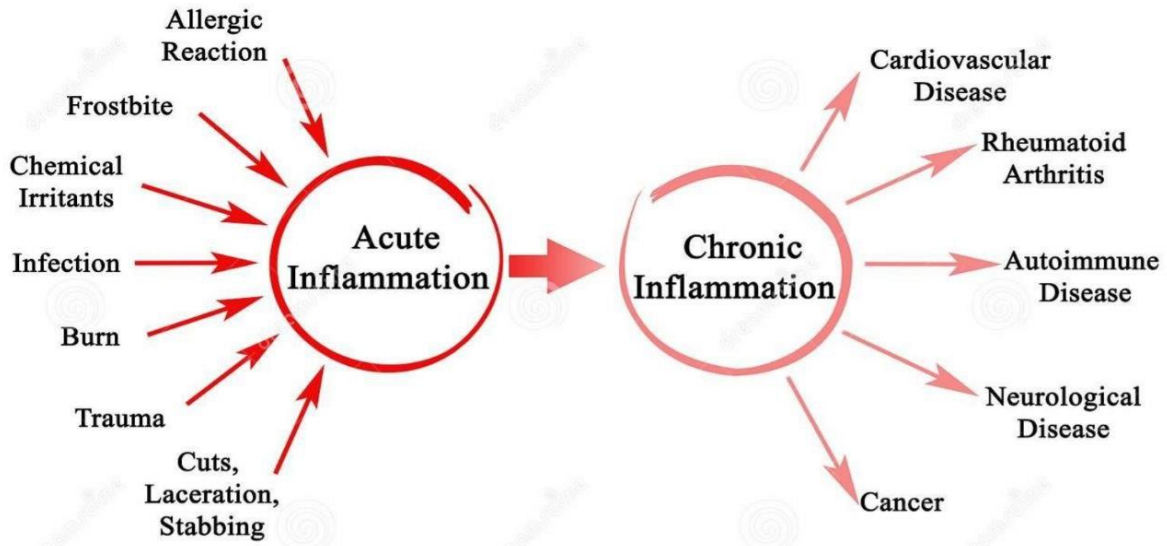 Allergic
Reaction
Frostbite
Chemical
Irritants
Infection
Burn
Trauma
Cuts,
Laceration,
Stabbing
Acute
Inflammation
Chronic
Inflammation
Cardiovascular
Disease
Rheumatoid
Arthritis
Autoimmune
Disease
Neurological
Disease
Cancer